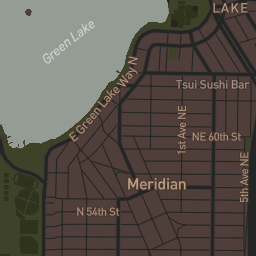 LAKE
Green Lake
E Green Lake Way N
Tsui Sushi Bar
1st Ave NE
NE 60th St
5th Ave NE
Meridian
N 54th St